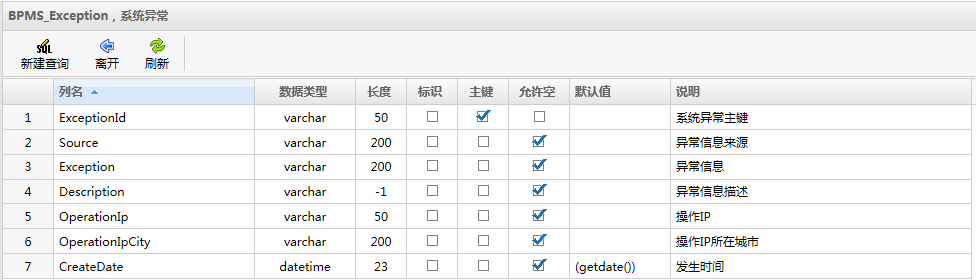 BPMS_Exception，系统异常
SQL
新建查询 离开 刷新
列名 数据类型 长度 标识 主键 允许空 默认值 说明
1 ExceptionId varchar 50 系统异常主键
2 Source varchar 200 异常信息来源
3 Exception varchar 200 异常信息
4 Description varchar -1 异常信息描述
5 OperationIp varchar 50 操作IP
6 OperationIpCity varchar 200 操作IP所在城市
7 CreateDate datetime 23 (getdate()) 发生时间